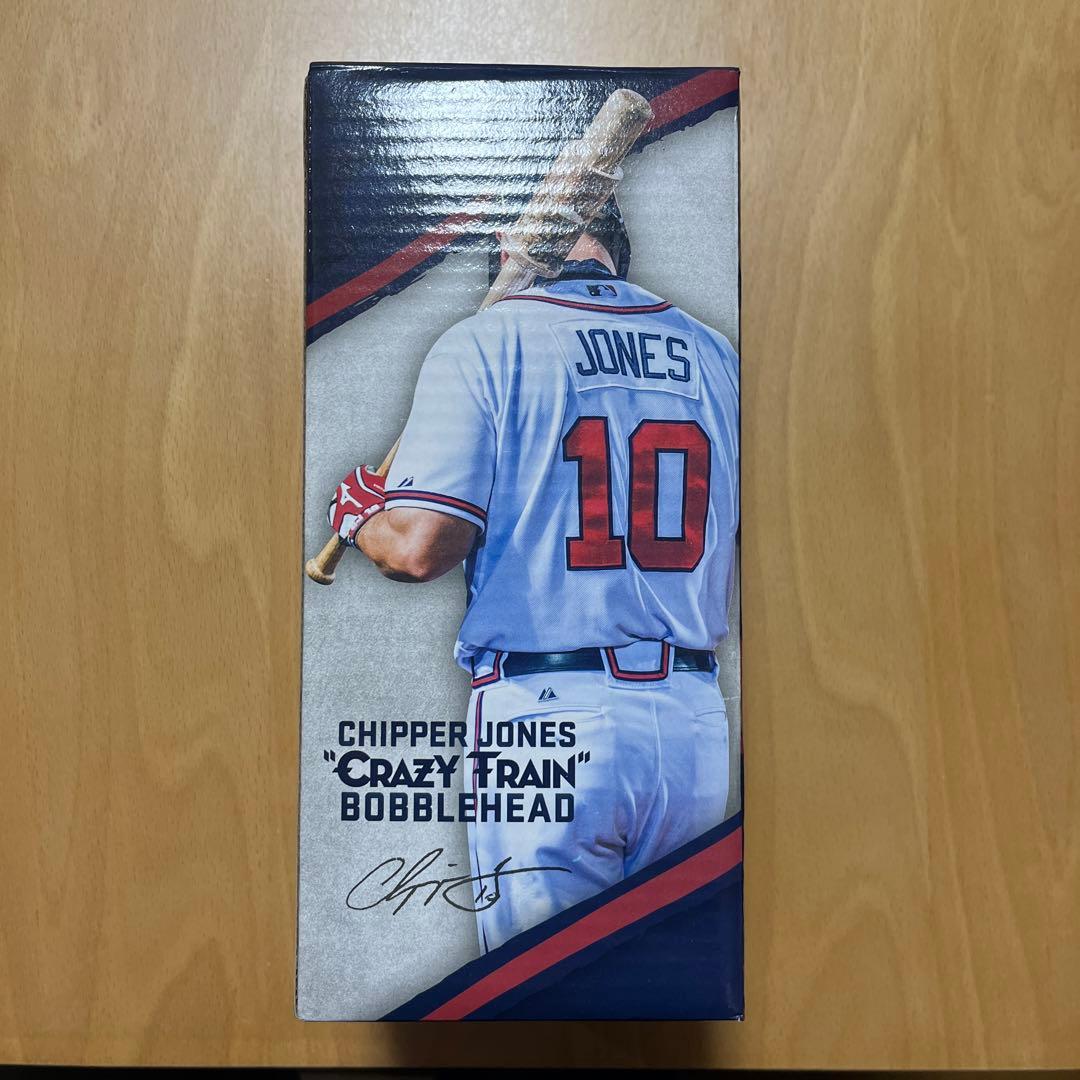 JONES
10
CHIPPER JONES
"CRAZY TRAIN"
BOBBLEHEAD